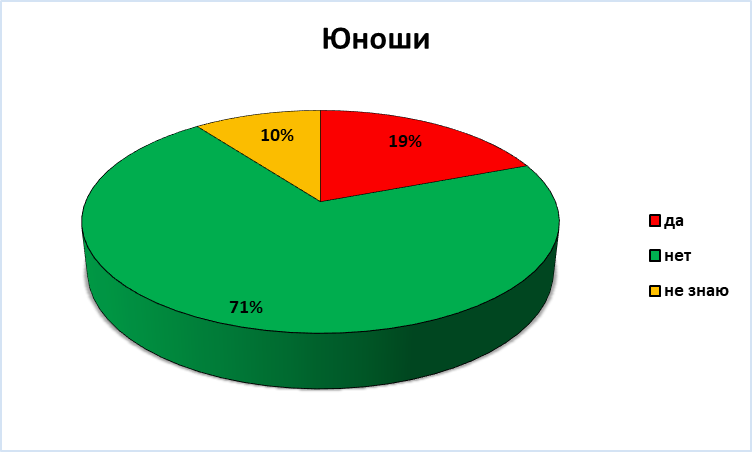 Юноши
10%
19%
71%
да
нет
не знаю